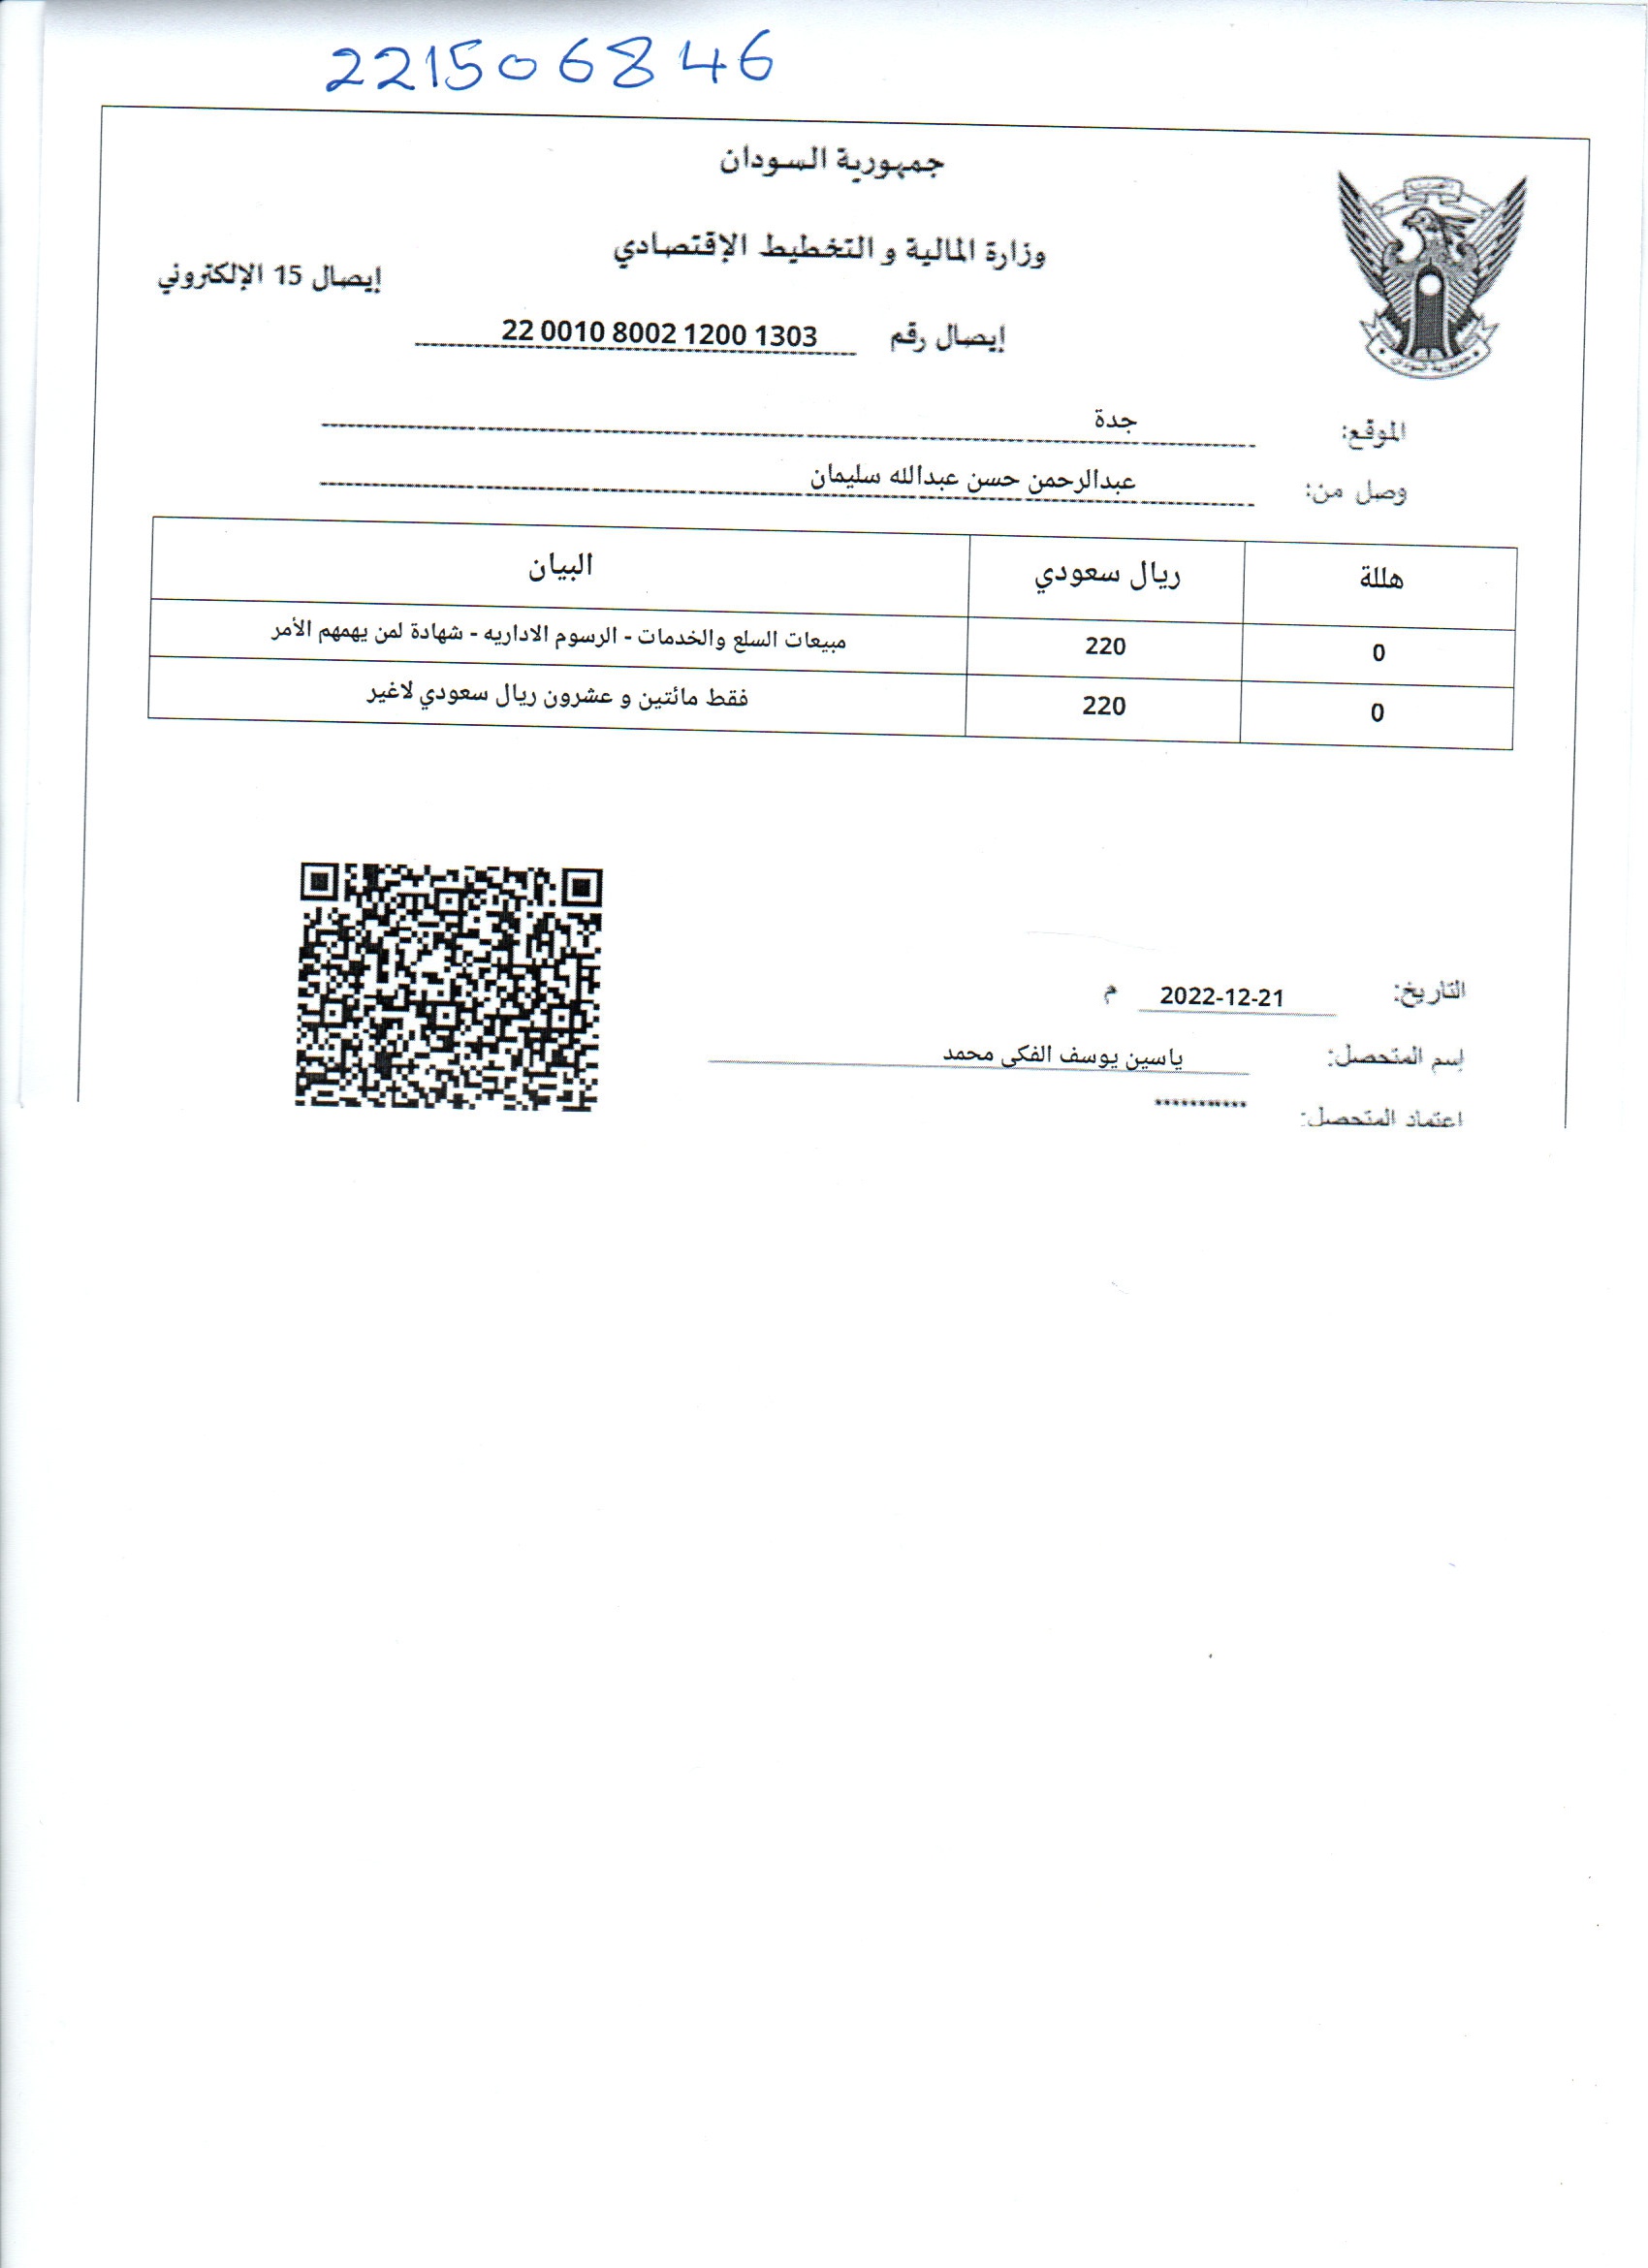 221506846
جمهورية السودان
وزارة المالية و التخطيط الإقتصادي
إيصال 15 الإلكتروني
إيصال رقم 22 0010 8002 1200 1303
الموقع: جدة
وصل من: عبدالرحمن حسن عبدالله سليمان
هللة ريال سعودي البيان
0 220 مبيعات السلع والخدمات - الرسوم الاداريه - شهادة لمن يهمهم الأمر
0 220 فقط مائتين و عشرون ريال سعودي لاغير
التاريخ: 2022-12-21 م
إسم المتحصل: ياسين يوسف الفكى محمد
اعتماد المتحصل: ***********